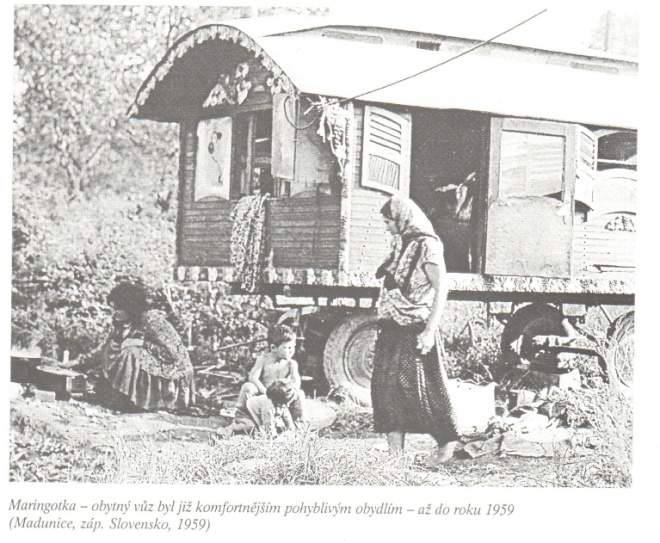 Maringotka – obytný vůz byl již komfortnějším pohyblivým obydlím – až do roku 1959
(Madunice, záp. Slovensko, 1959)